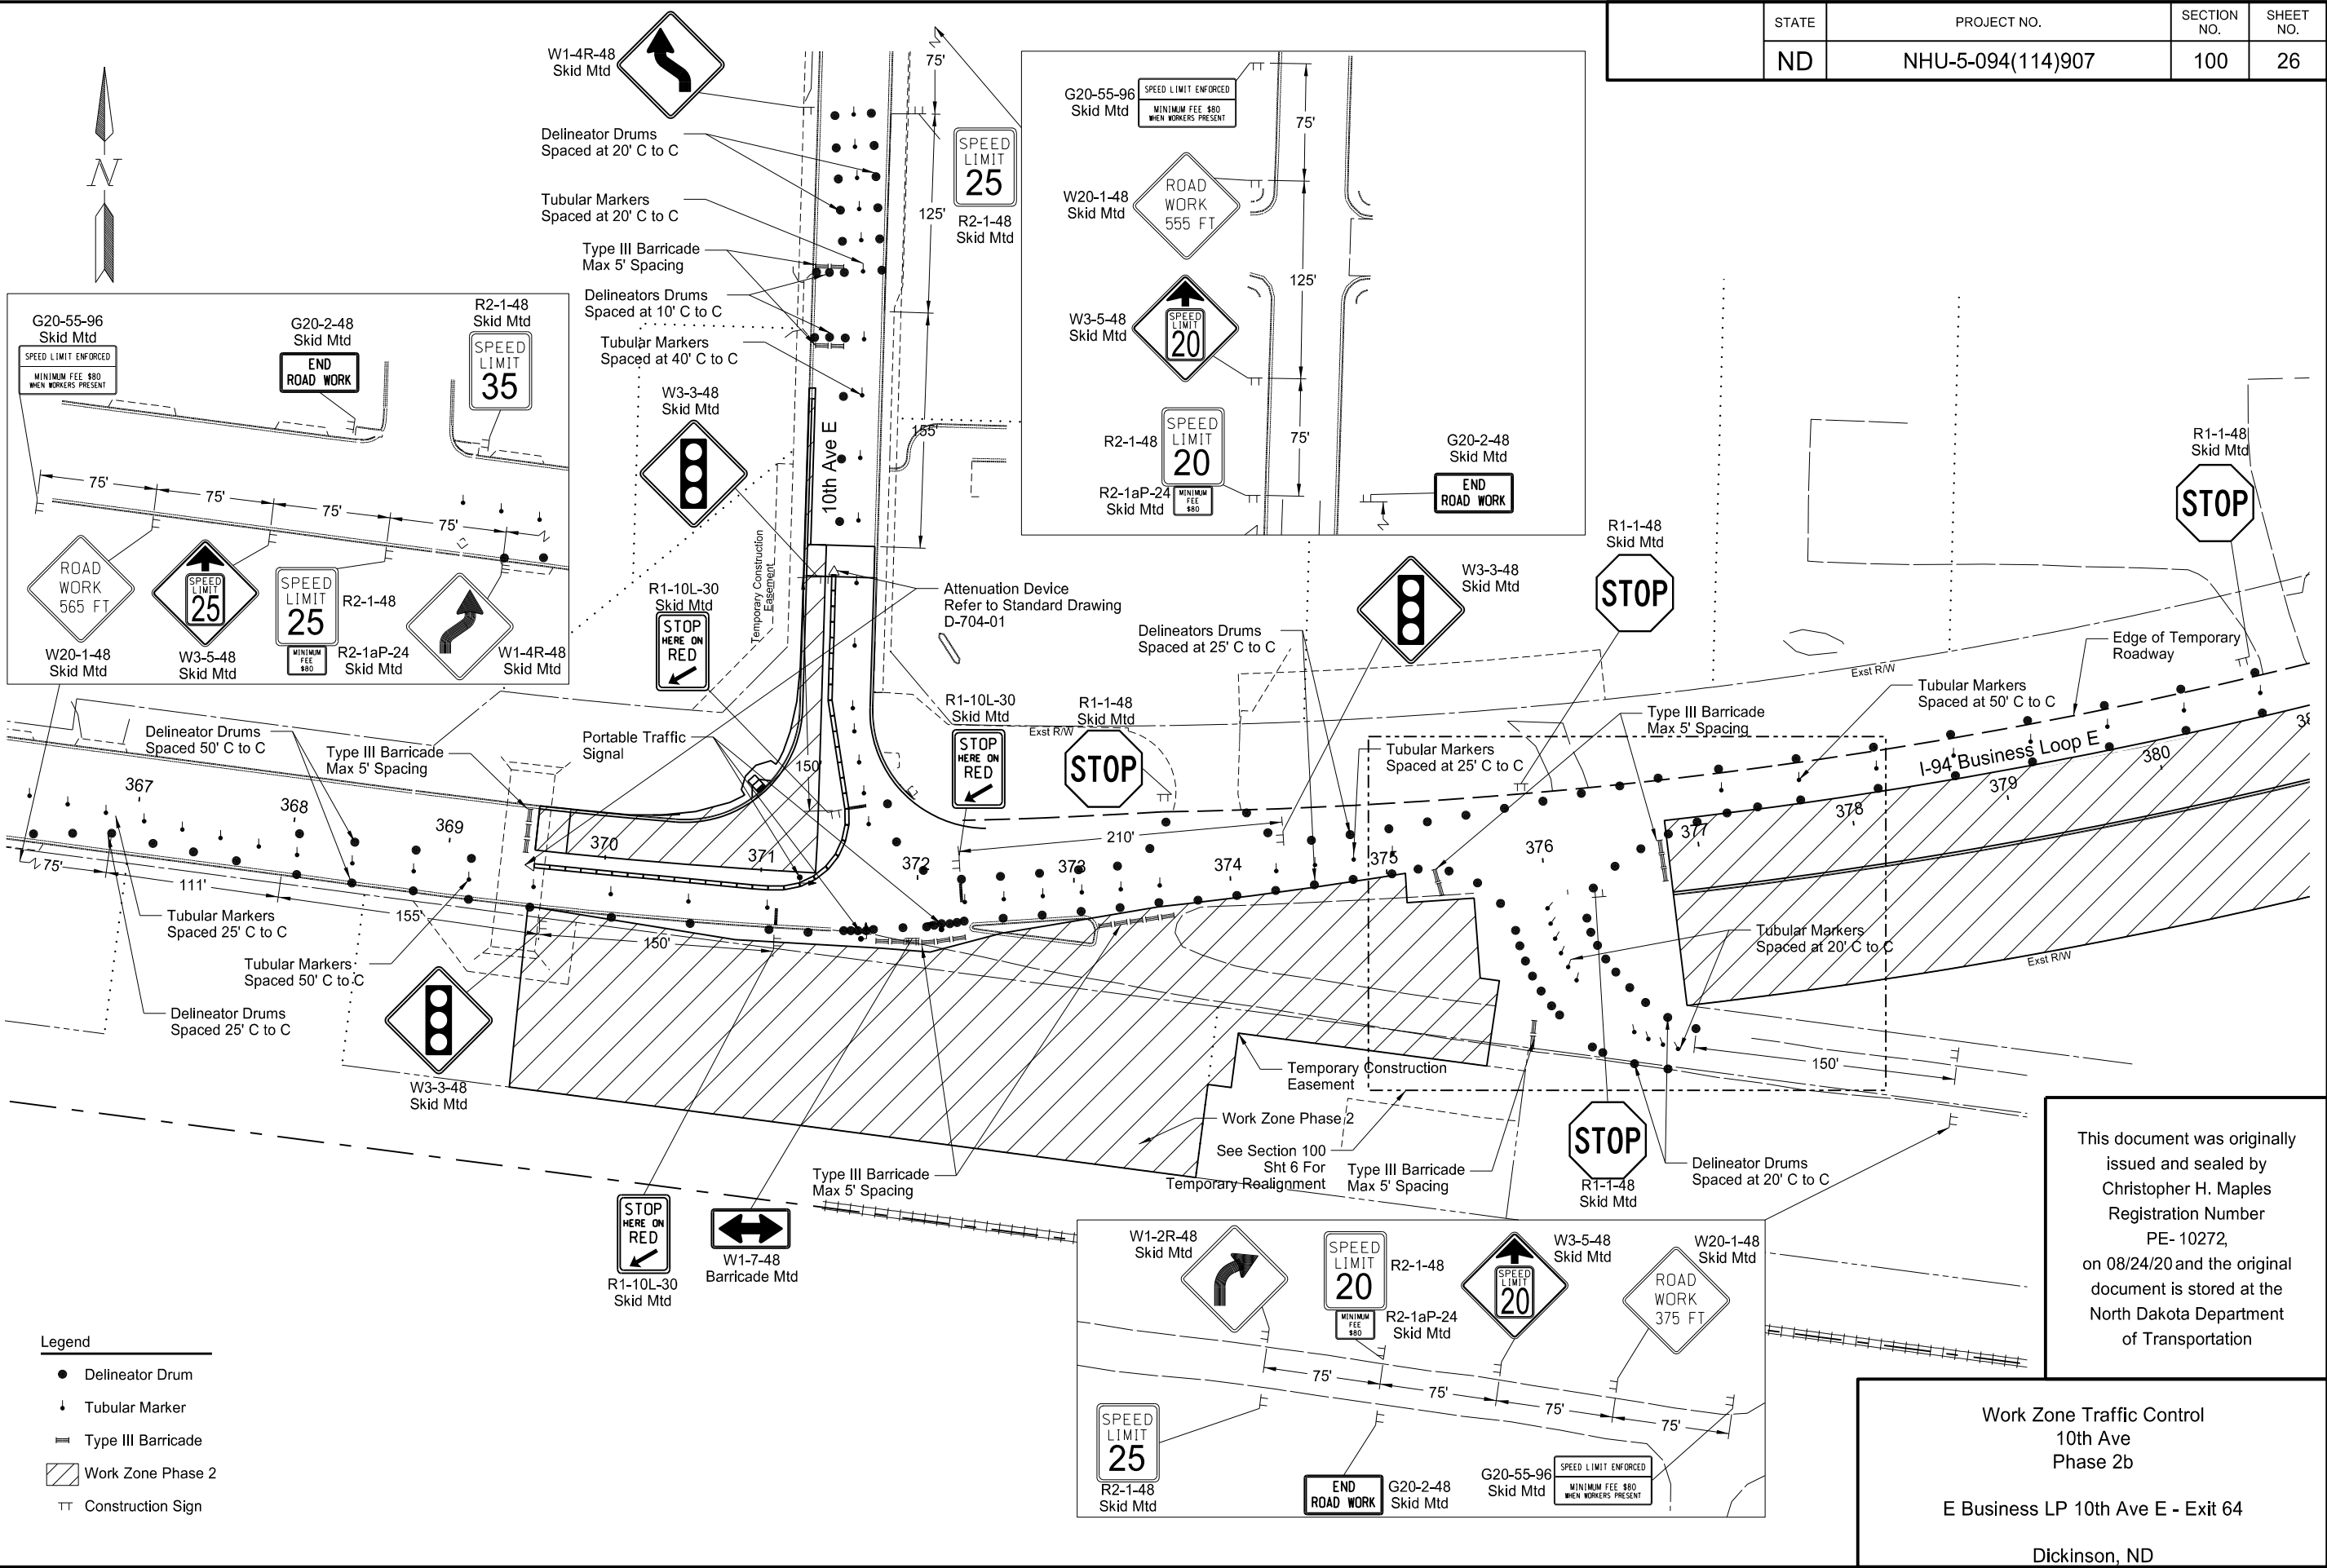 STATE
PROJECT NO.
SECTION
NO.
SHEET
NO.
ND
NHU-5-094(114)907
100
26
N
W1-4R-48
Skid Mtd
Delineator Drums
Spaced at 20' C to C
Tubular Markers
Spaced at 20' C to C
Type III Barricade
Max 5' Spacing
Delineators Drums
Spaced at 10' C to C
Tubular Markers
Spaced at 40' C to C
W3-3-48
Skid Mtd
75'
SPEED
LIMIT
25
R2-1-48
Skid Mtd
125'
155'
10th Ave E
G20-55-96
Skid Mtd
SPEED LIMIT ENFORCED
MINIMUM FEE $80
WHEN WORKERS PRESENT
75'
W20-1-48
Skid Mtd
ROAD
WORK
555 FT
125'
W3-5-48
Skid Mtd
SPEED
LIMIT
20
75'
R2-1-48
SPEED
LIMIT
20
R2-1aP-24
Skid Mtd
MINIMUM
FEE
$80
G20-2-48
Skid Mtd
END
ROAD WORK
G20-55-96
Skid Mtd
SPEED LIMIT ENFORCED
MINIMUM FEE $80
WHEN WORKERS PRESENT
G20-2-48
Skid Mtd
END
ROAD WORK
R2-1-48
Skid Mtd
SPEED
LIMIT
35
75'
75'
75'
75'
ROAD
WORK
565 FT
W20-1-48
Skid Mtd
SPEED
LIMIT
25
W3-5-48
Skid Mtd
SPEED
LIMIT
25
R2-1-48
MINIMUM
FEE
$80
R2-1aP-24
Skid Mtd
W1-4R-48
Skid Mtd
R1-10L-30
Skid Mtd
STOP
HERE ON
RED
Temporary Construction
Easement
Attenuation Device
Refer to Standard Drawing
D-704-01
Delineators Drums
Spaced at 25' C to C
W3-3-48
Skid Mtd
R1-1-48
Skid Mtd
STOP
R1-1-48
Skid Mtd
STOP
Edge of Temporary
Roadway
Exst R/W
Tubular Markers
Spaced at 50' C to C
Type III Barricade
Max 5' Spacing
R1-10L-30
Skid Mtd
STOP
HERE ON
RED
Exst R/W
R1-1-48
Skid Mtd
STOP
Tubular Markers
Spaced at 25' C to C
I-94 Business Loop E
Delineator Drums
Spaced 50' C to C
Type III Barricade
Max 5' Spacing
Portable Traffic
Signal
150'
210'
367
368
369
370
371
372
373
374
375
376
377
378
379
380
38
75'
111'
155'
150'
Tubular Markers
Spaced 25' C to C
Tubular Markers
Spaced 50' C to C
Delineator Drums
Spaced 25' C to C
W3-3-48
Skid Mtd
Tubular Markers
Spaced at 20' C to C
Exst R/W
150'
Temporary Construction
Easement
Work Zone Phase 2
See Section 100
Sht 6 For
Temporary Realignment
Type III Barricade
Max 5' Spacing
STOP
R1-1-48
Skid Mtd
Delineator Drums
Spaced at 20' C to C
Type III Barricade
Max 5' Spacing
STOP
HERE ON
RED
R1-10L-30
Skid Mtd
W1-7-48
Barricade Mtd
W1-2R-48
Skid Mtd
SPEED
LIMIT
20
R2-1-48
MINIMUM
FEE
$80
R2-1aP-24
Skid Mtd
W3-5-48
Skid Mtd
SPEED
LIMIT
20
W20-1-48
Skid Mtd
ROAD
WORK
375 FT
75'
75'
75'
75'
SPEED
LIMIT
25
R2-1-48
Skid Mtd
END
ROAD WORK
G20-2-48
Skid Mtd
G20-55-96
Skid Mtd
SPEED LIMIT ENFORCED
MINIMUM FEE $80
WHEN WORKERS PRESENT
Legend
Delineator Drum
Tubular Marker
Type III Barricade
Work Zone Phase 2
Construction Sign
This document was originally
issued and sealed by
Christopher H. Maples
Registration Number
PE- 10272,
on 08/24/20 and the original
document is stored at the
North Dakota Department
of Transportation
Work Zone Traffic Control
10th Ave
Phase 2b
E Business LP 10th Ave E - Exit 64
Dickinson, ND